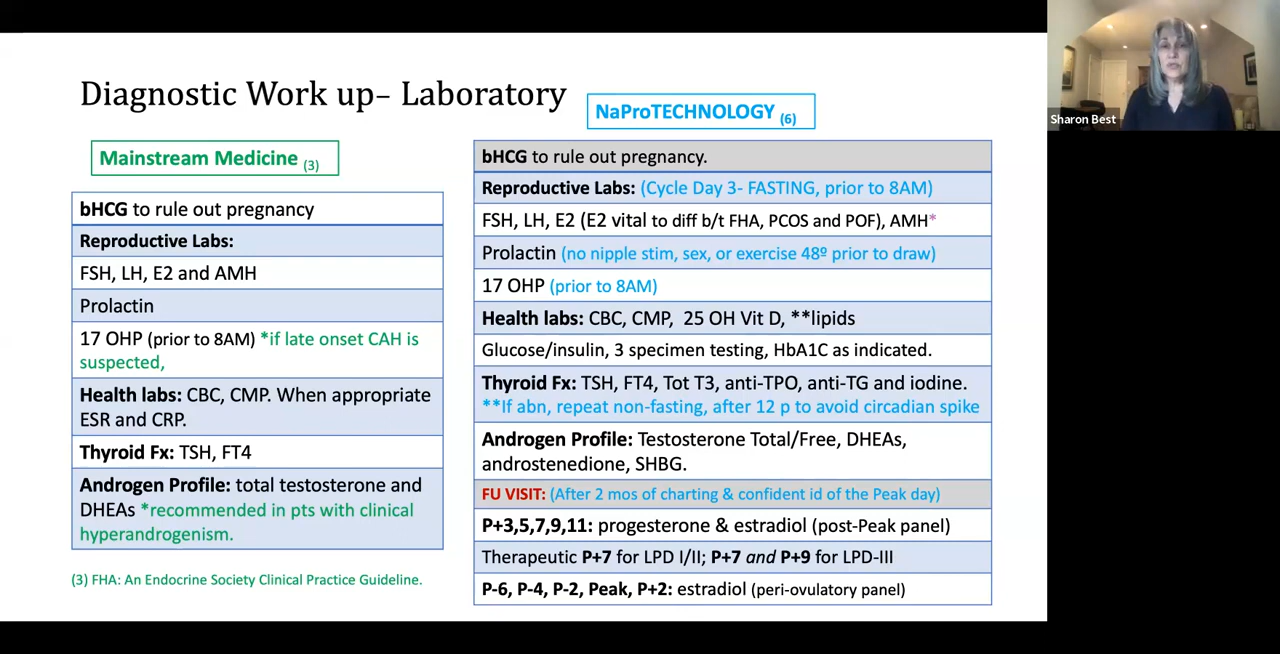 Diagnostic Work up– Laboratory
NaProTECHNOLOGY (6)
Mainstream Medicine (3)
bHCG to rule out pregnancy
Reproductive Labs:
FSH, LH, E2 and AMH
Prolactin
17 OHP (prior to 8AM) *if late onset CAH is
suspected,
Health labs: CBC, CMP. When appropriate
ESR and CRP.
Thyroid Fx: TSH, FT4
Androgen Profile: total testosterone and
DHEAs *recommended in pts with clinical
hyperandrogenism.
(3) FHA: An Endocrine Society Clinical Practice Guideline.
bHCG to rule out pregnancy.
Reproductive Labs: (Cycle Day 3- FASTING, prior to 8AM)
FSH, LH, E2 (E2 vital to diff b/t FHA, PCOS and POF), AMH*
Prolactin (no nipple stim, sex, or exercise 48º prior to draw)
17 OHP (prior to 8AM)
Health labs: CBC, CMP, 25 OH Vit D, **lipids
Glucose/insulin, 3 specimen testing, HbA1C as indicated.
Thyroid Fx: TSH, FT4, Tot T3, anti-TPO, anti-TG and iodine.
**If abn, repeat non-fasting, after 12 p to avoid circadian spike
Androgen Profile: Testosterone Total/Free, DHEAs,
androstenedione, SHBG.
FU VISIT: (After 2 mos of charting & confident id of the Peak day)
P+3,5,7,9,11: progesterone & estradiol (post-Peak panel)
Therapeutic P+7 for LPD I/II; P+7 and P+9 for LPD-III
P-6, P-4, P-2, Peak, P+2: estradiol (peri-ovulatory panel)
Sharon Best